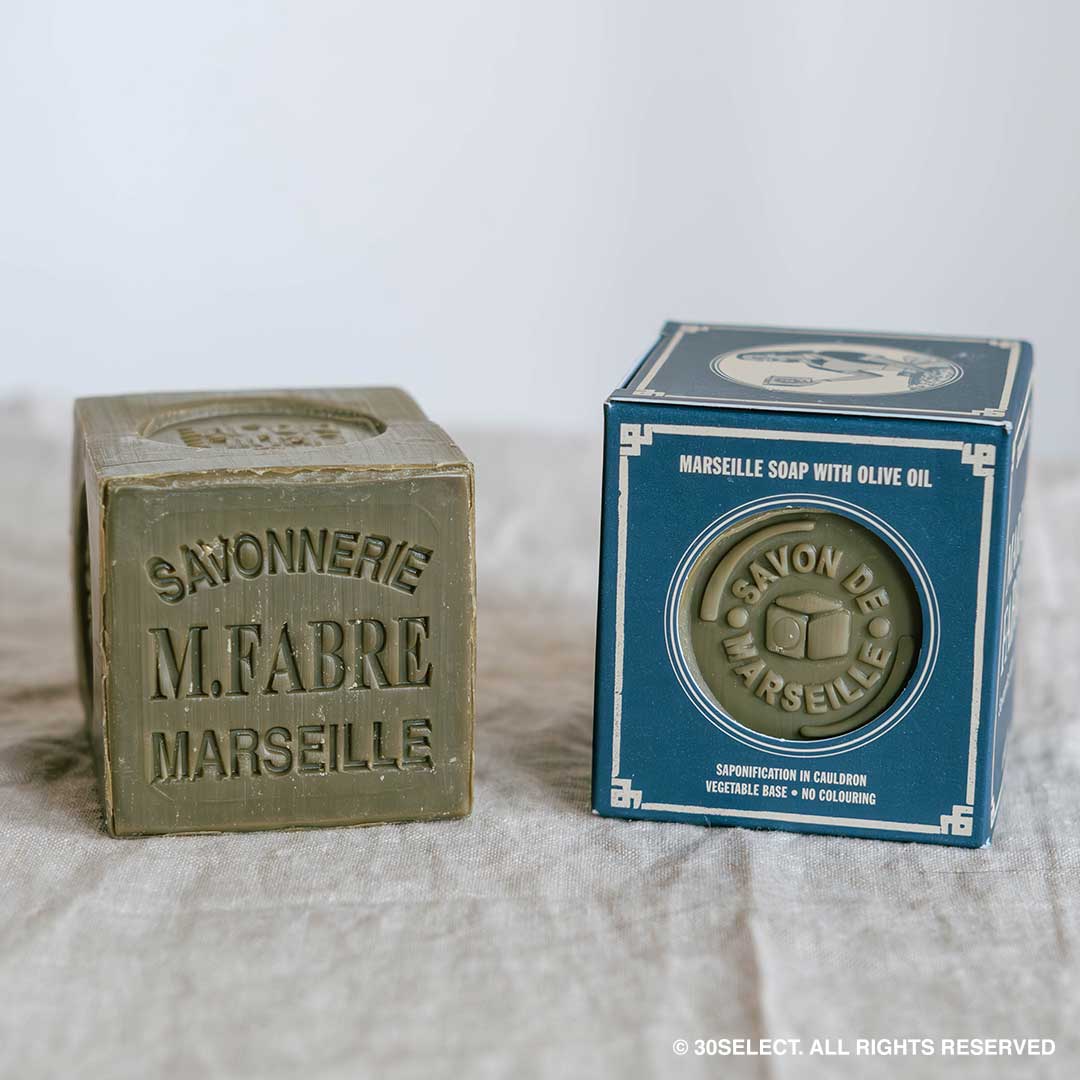 SAVONNERIE
M.FABRE
MARSEILLE
MARSEILLE SOAP WITH OLIVE OIL
SAVON DE
MARSEILLE
SAPONIFICATION IN CAULDRON
VEGETABLE BASE • NO COLOURING
© 30SELECT. ALL RIGHTS RESERVED